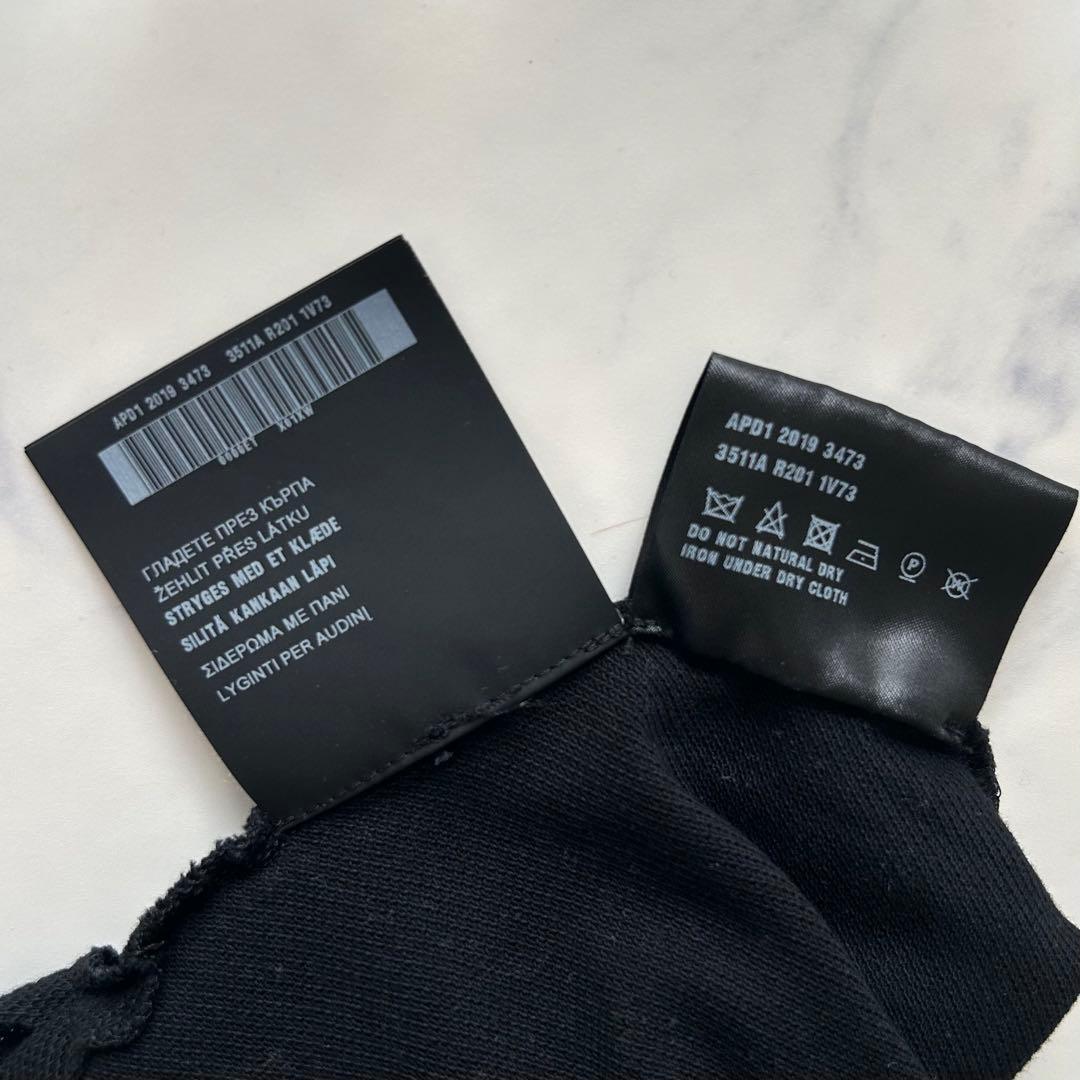 APD1 2019 3473 3511A R201 1V73
ГЛАДЕТЕ ПРЕЗ КЪРПА
ŽEHLIT PŘES LÁTKU
STRYGES MED ET KLÆDE
SILITÄ KANKAAN LÄPI
ΣΙΔΕΡΩΜΑ ΜΕ ΠΑΝΙ
LYGINTI PER AUDINĮ
APD1 2019 3473
3511A R201 1V73
P
W
DO NOT NATURAL DRY
IRON UNDER DRY CLOTH